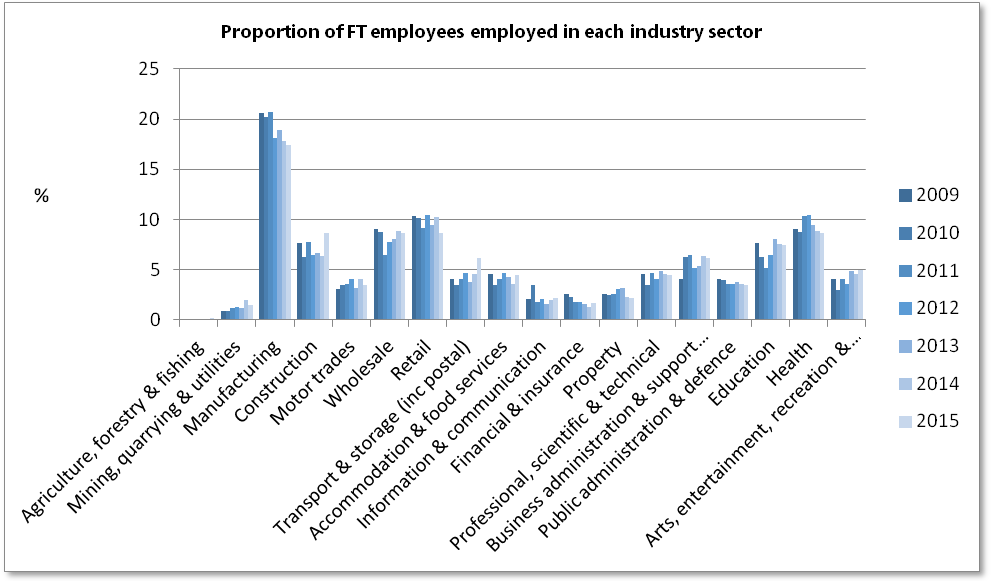 Proportion of FT employees employed in each industry sector
25
20
15
10
5
0
%
Agriculture, forestry & fishing
Mining, quarrying & utilities
Manufacturing
Construction
Motor trades
Wholesale
Retail
Transport & storage (inc postal)
Accommodation & food services
Information & communication
Financial & insurance
Property
Professional, scientific & technical
Business administration & support...
Public administration & defence
Education
Health
Arts, entertainment, recreation &...
2009
2010
2011
2012
2013
2014
2015